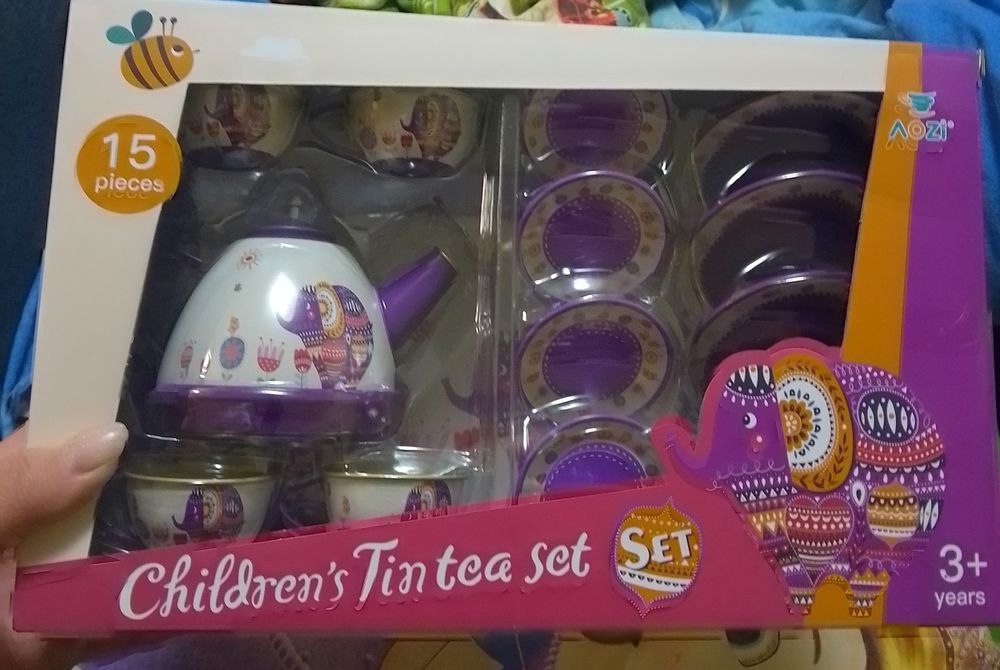 15
pieces
AOZi®
Children's Tin tea set
SET
3+
years